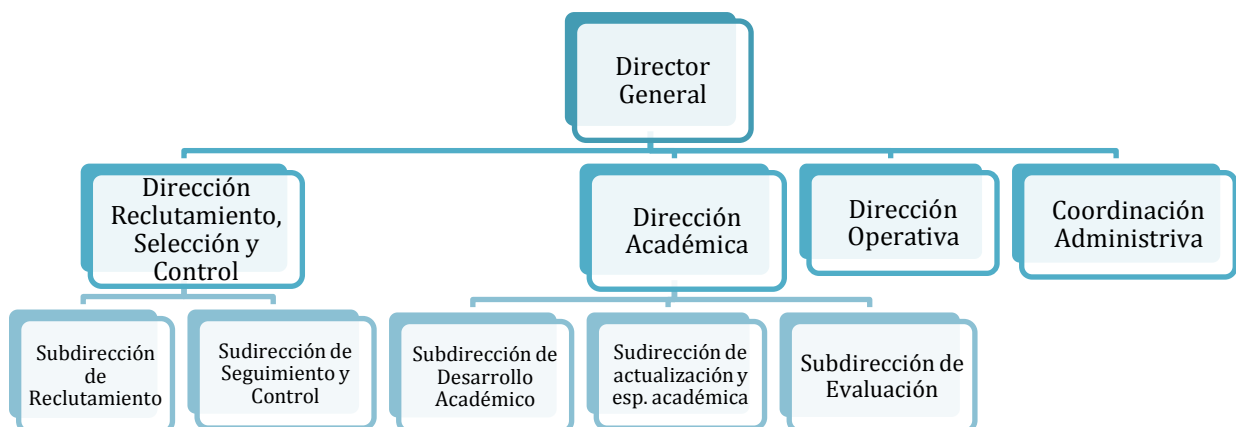 Director
General
Dirección
Reclutamiento,
Selección y
Control
Dirección
Académica
Dirección
Operativa
Coordinación
Administriva
Subdirección
de
Reclutamiento
Sudirección de
Seguimiento y
Control
Subdirección de
Desarrollo
Académico
Sudirección de
actualización y
esp. académica
Subdirección de
Evaluación